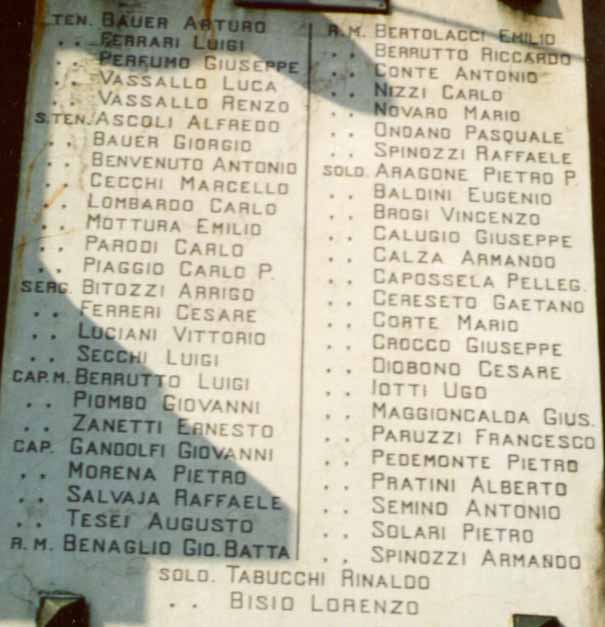 TEN. BAUER ARTURO
. . FERRARI LUIGI
. . PERFUMO GIUSEPPE
. . VASSALLO LUCA
. . VASSALLO RENZO
S.TEN. ASCOLI ALFREDO
. . BAUER GIORGIO
. . BENVENUTO ANTONIO
. . CECCHI MARCELLO
. . LOMBARDO CARLO
. . MOTTURA EMILIO
. . PARODI CARLO
. . PIAGGIO CARLO P.
SERG. BITOZZI ARRIGO
. . FERRERI CESARE
. . LUCIANI VITTORIO
. . SECCHI LUIGI
CAP.M. BERRUTTO LUIGI
. . PIOMBO GIOVANNI
. . ZANETTI ERNESTO
CAP. GANDOLFI GIOVANNI
. . MORENA PIETRO
. . SALVAJA RAFFAELE
. . TESEI AUGUSTO
R.M. BENAGLIO GIO.BATTA
R.M. BERTOLACCI EMILIO
. . BERRUTTO RICCARDO
. . CONTE ANTONIO
. . NIZZI CARLO
. . NOVARO MARIO
. . ONDANO PASQUALE
. . SPINOZZI RAFFAELE
SOLD. ARAGONE PIETRO P.
. . BALDINI EUGENIO
. . BROGI VINCENZO
. . CALUGIO GIUSEPPE
. . CALZA ARMANDO
. . CAPOSSELA PELLEG.
. . CERESETO GAETANO
. . CORTE MARIO
. . CROCCO GIUSEPPE
. . DIOBONO CESARE
. . IOTTI UGO
. . MAGGIONCALDA GIUS.
. . PARUZZI FRANCESCO
. . PEDEMONTE PIETRO
. . PRATINI ALBERTO
. . SEMINO ANTONIO
. . SOLARI PIETRO
. . SPINOZZI ARMANDO
SOLD. TABUCCHI RINALDO
. . BISIO LORENZO